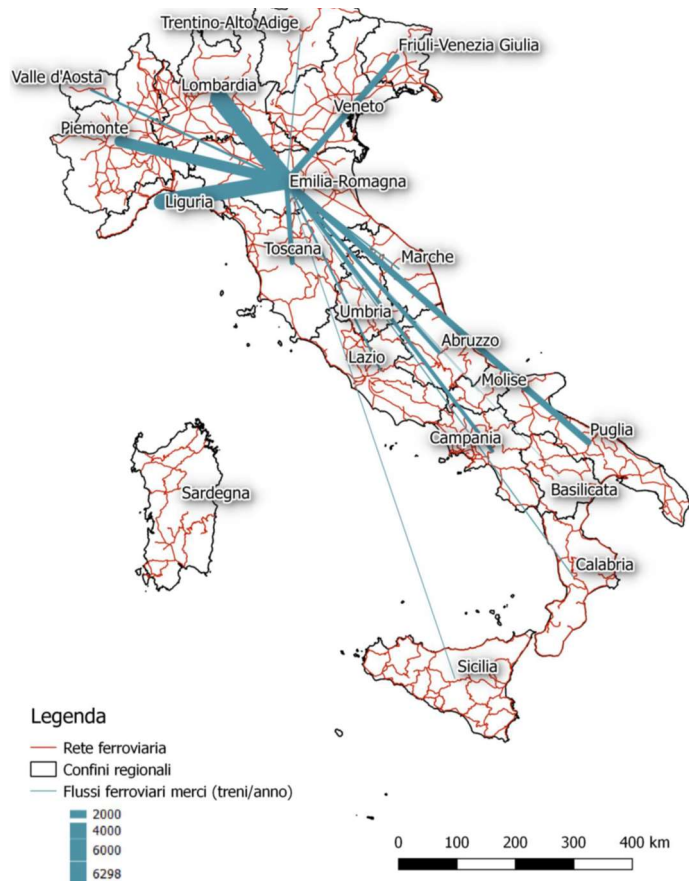 Trentino-Alto Adige
Friuli-Venezia Giulia
Valle d'Aosta
Lombardia
Veneto
Piemonte
Emilia-Romagna
Liguria
Toscana
Marche
Umbria
Abruzzo
Lazio
Molise
Puglia
Campania
Basilicata
Sardegna
Calabria
Sicilia
Legenda
Rete ferroviaria
Confini regionali
Flussi ferroviari merci (treni/anno)
2000
4000
6000
6298
0 100 200 300 400 km